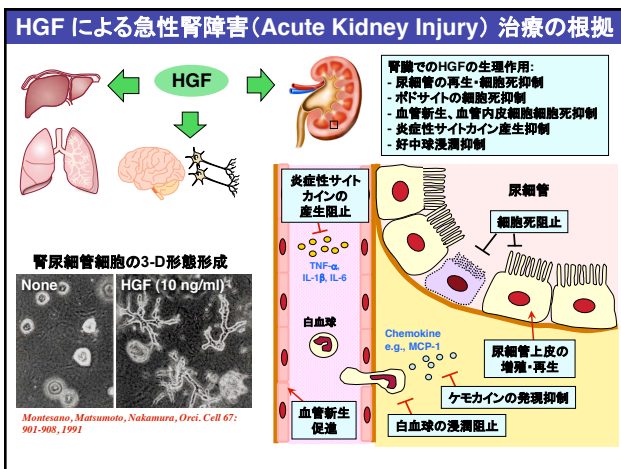 HGF による急性腎障害（Acute Kidney Injury） 治療の根拠
HGF
腎臓でのHGFの生理作用:
- 尿細管の再生・細胞死抑制
- ポドサイトの細胞死抑制
- 血管新生、血管内皮細胞細胞死抑制
- 炎症性サイトカイン産生抑制
- 好中球浸潤抑制
炎症性サイト
カインの
産生阻止
TNF-α,
IL-1β, IL-6
白血球
血管新生
促進
尿細管
細胞死阻止
Chemokine
e.g., MCP-1
尿細管上皮の
増殖・再生
ケモカインの発現抑制
白血球の浸潤阻止
腎尿細管細胞の3-D形態形成
None
HGF (10 ng/ml)
Montesano, Matsumoto, Nakamura, Orci. Cell 67:
901-908, 1991